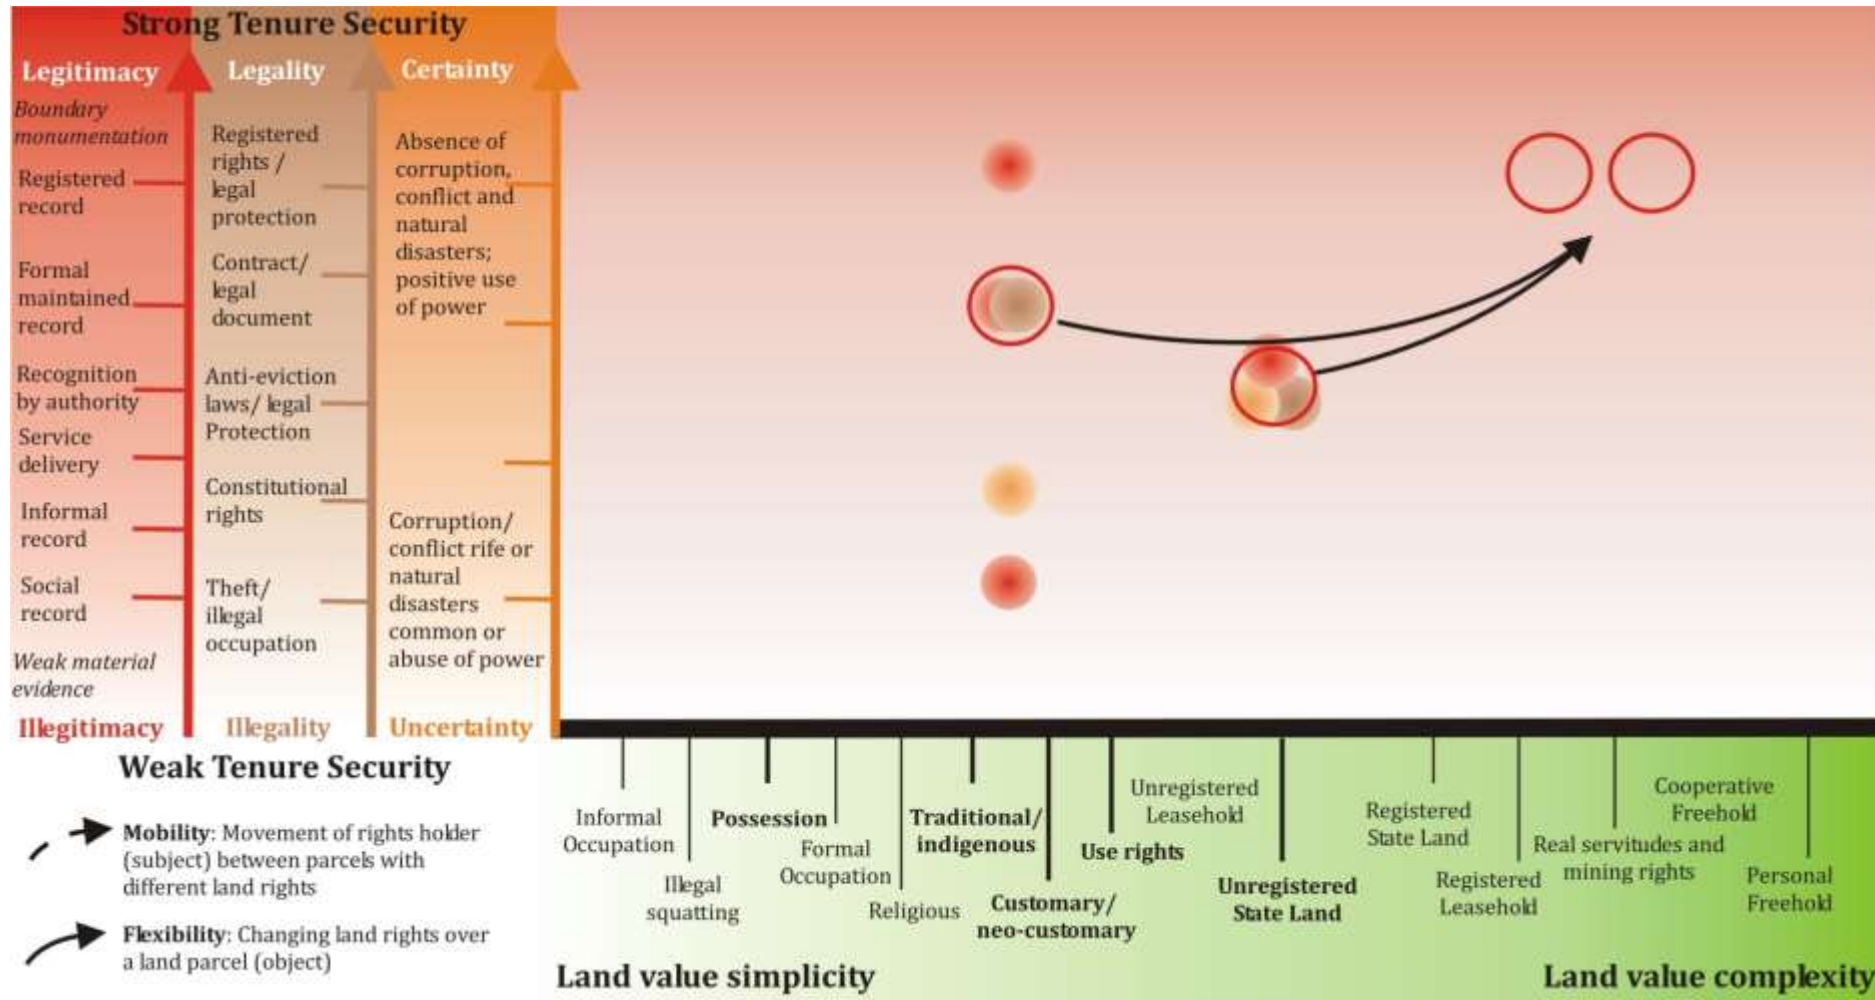 Strong Tenure Security
Legitimacy
Boundary
monumentation
Registered
record
Formal
maintained
record
Recognition
by authority
Service
delivery
Informal
record
Social
record
Weak material
evidence
Illegitimacy
Legality
Registered
rights /
legal
protection
Contract/
legal
document
Anti-eviction
laws/ legal
Protection
Constitutional
rights
Theft/
illegal
occupation
Illegality
Certainty
Absence of
corruption,
conflict and
natural
disasters;
positive use
of power
Corruption/
conflict rife or
natural
disasters
common or
abuse of power
Uncertainty
Weak Tenure Security
Mobility: Movement of rights holder
(subject) between parcels with
different land rights
Flexibility: Changing land rights over
a land parcel (object)
Informal
Occupation
Illegal
squatting
Possession
Formal
Occupation
Religious
Traditional/
indigenous
Customary/
neo-customary
Use rights
Unregistered
Leasehold
Unregistered
State Land
Registered
State Land
Registered
Leasehold
Real servitudes and
mining rights
Cooperative
Freehold
Personal
Freehold
Land value simplicity
Land value complexity